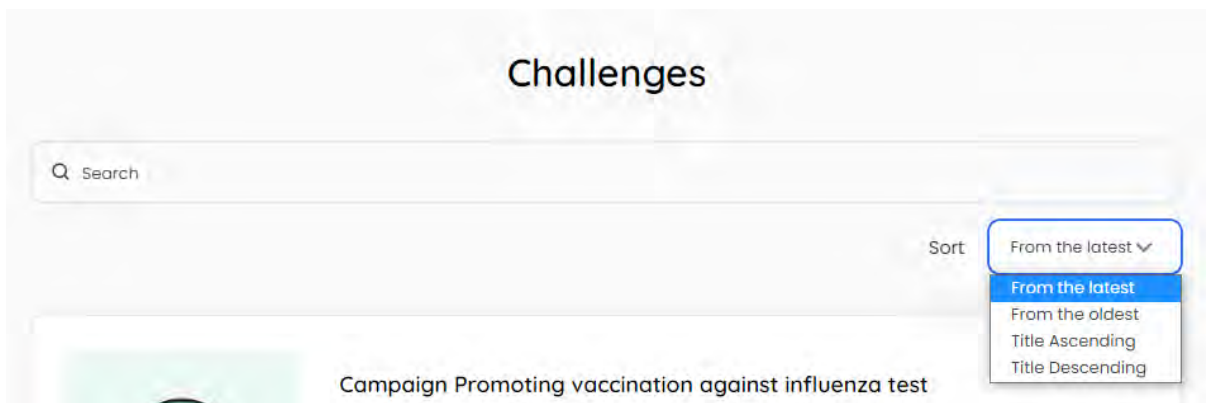 Challenges
Search
Sort
From the latest
From the latest
From the oldest
Title Ascending
Title Descending
Campaign Promoting vaccination against influenza test